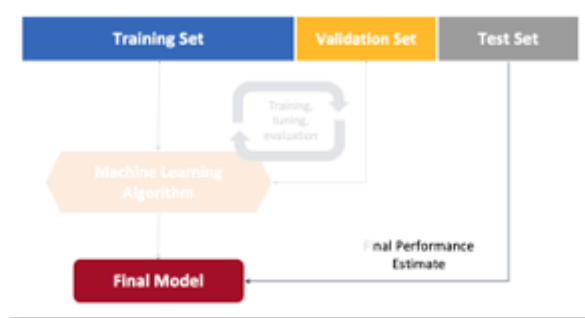 Training Set
Validation Set
Test Set
Training,
tuning,
evaluation
Machine Learning
Algorithm
Final Performance
Estimate
Final Model